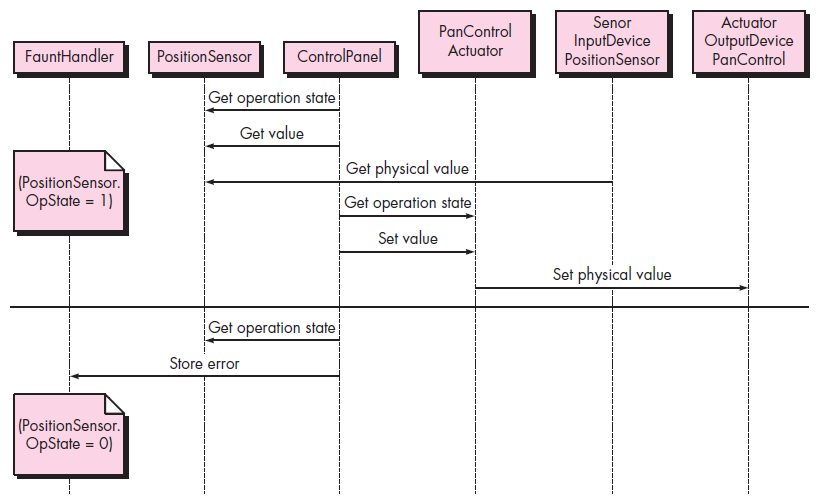 FauntHandler
PositionSensor
ControlPanel
PanControl
Actuator
Senor
InputDevice
PositionSensor
Actuator
OutputDevice
PanControl
Get operation state
Get value
Get physical value
(PositionSensor.
OpState = 1)
Get operation state
Set value
Set physical value
Get operation state
Store error
(PositionSensor.
OpState = 0)